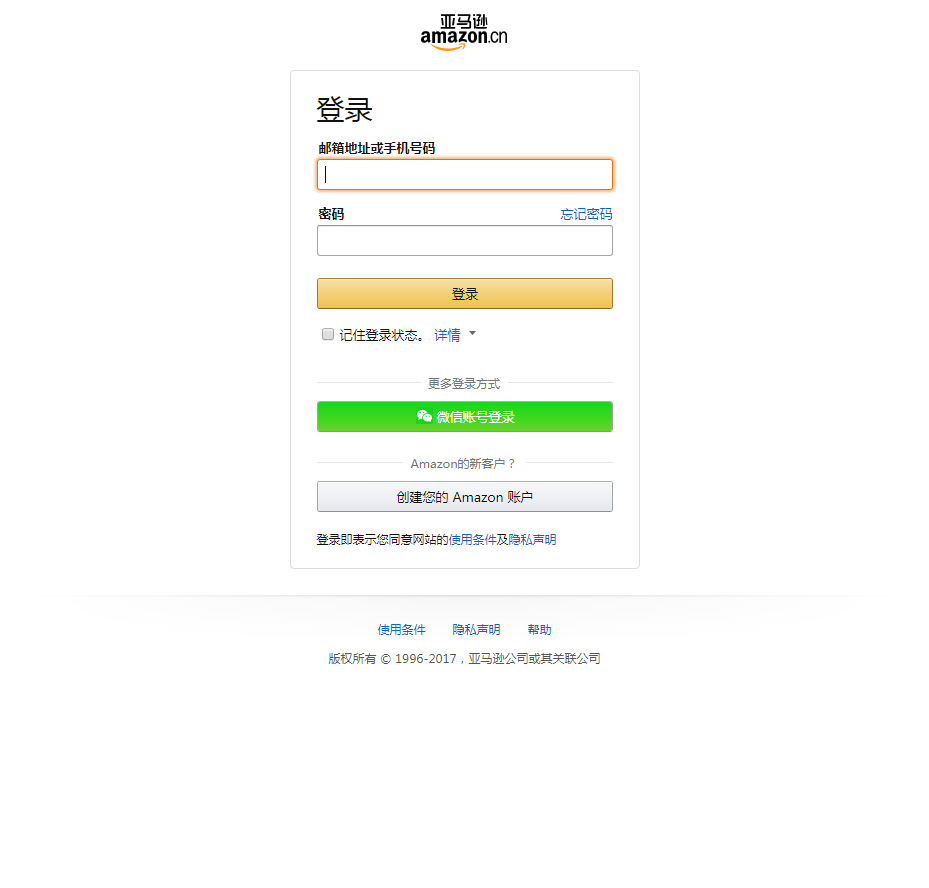 亚马逊
amazon.cn
登录
邮箱地址或手机号码
密码 忘记密码
登录
记住登录状态。 详情
更多登录方式
微信账号登录
Amazon的新客户？
创建您的 Amazon 账户
登录即表示您同意网站的使用条件及隐私声明
使用条件 隐私声明 帮助
版权所有 © 1996-2017，亚马逊公司或其关联公司